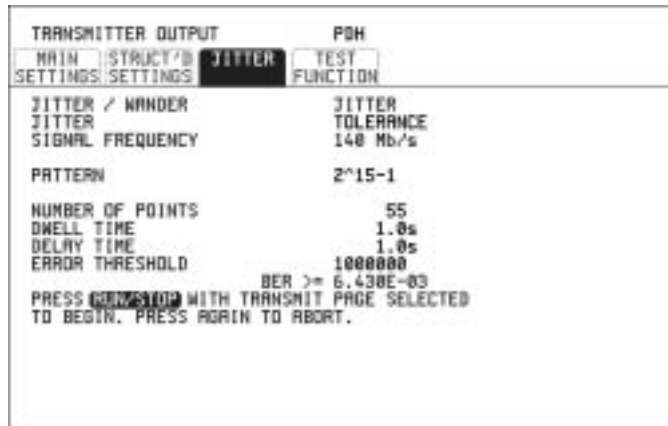 TRANSMITTER OUTPUT PDH
MAIN SETTINGS STRUCT'D SETTINGS JITTER TEST FUNCTION
JITTER / WANDER JITTER
JITTER TOLERANCE
SIGNAL FREQUENCY 140 Mb/s
PATTERN 2^15-1
NUMBER OF POINTS 55
DWELL TIME 1.0s
DELAY TIME 1.0s
ERROR THRESHOLD 1000000
BER >= 6.430E-03
PRESS RUN/STOP WITH TRANSMIT PAGE SELECTED
TO BEGIN. PRESS AGAIN TO ABORT.